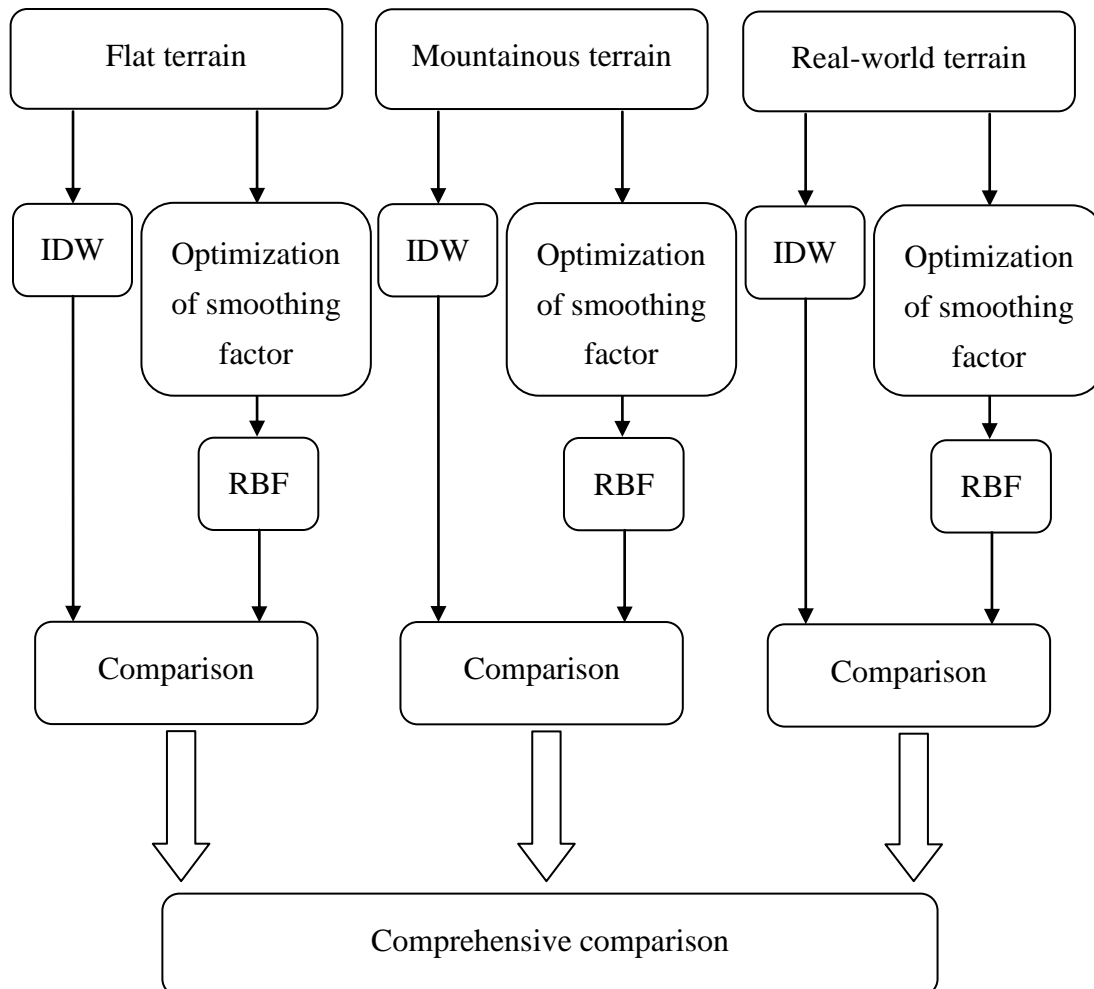 Flat terrain
Mountainous terrain
Real-world terrain
IDW
Optimization
of smoothing
factor
IDW
Optimization
of smoothing
factor
IDW
Optimization
of smoothing
factor
RBF
RBF
RBF
Comparison
Comparison
Comparison
Comprehensive comparison